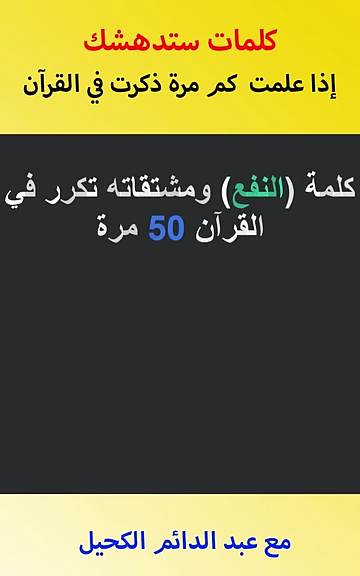 كلمات ستدهشك
إذا علمت كم مرة ذكرت في القرآن
كلمة (النفع) ومشتقاته تكرر في
القرآن 50 مرة
مع عبد الدائم الكحيل